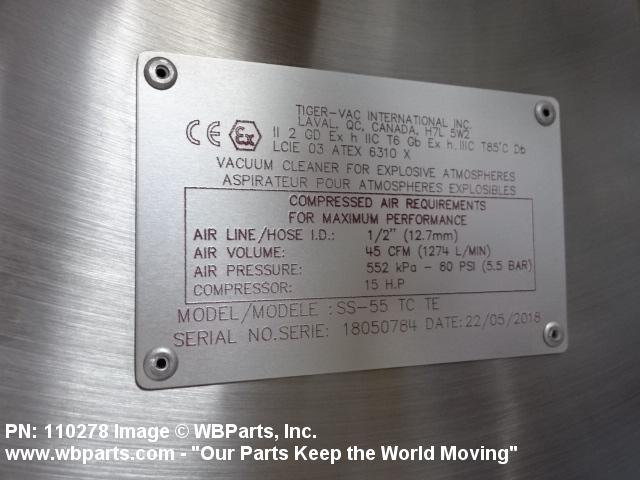 TIGER-VAC INTERNATIONAL INC.
LAVAL, QC, CANADA, H7L 5W2
CE Ex II 2 GD Ex h IIC T6 Gb Ex h IIIC T85°C Db
LCIE 03 ATEX 6310 X
VACUUM CLEANER FOR EXPLOSIVE ATMOSPHERES
ASPIRATEUR POUR ATMOSPHERES EXPLOSIBLES
COMPRESSED AIR REQUIREMENTS
FOR MAXIMUM PERFORMANCE
AIR LINE/HOSE I.D.: 1/2" (12.7mm)
AIR VOLUME: 45 CFM (1274 L/MIN)
AIR PRESSURE: 552 kPa - 80 PSI (5.5 BAR)
COMPRESSOR: 15 H.P
MODEL/MODELE : SS-55 TC TE
SERIAL NO.SERIE: 18050784 DATE: 22/05/2018
PN: 110278 Image © WBParts, Inc.
www.wbparts.com - "Our Parts Keep the World Moving"